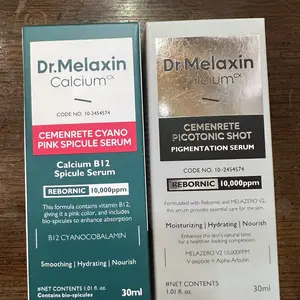 Dr.Melaxin
Calcium CX
CODE NO. 10-2454574
CEMENRETE CYANO
PINK SPICULE SERUM
Calcium B12
Spicule Serum
REBORNIC 10,000ppm
This formula contains vitamin B12,
giving it a pink color, and includes
bio-spicules to enhance absorption
B12 CYANOCOBALAMIN
Smoothing / Hydrating / Nourish
#NET CONTENTS 1.01 fl. oz.
Contains bio-spicules
30ml
Dr.Melaxin
Calcium CX
CODE NO. 10-2454574
CEMENRETE
PICOTONIC SHOT
PIGMENTATION SERUM
REBORNIC 10,000ppm
Formulated with Rebornic and MELAZERO V2,
this serum provides essential care for the skin.
Moisturizing / Hydrating / Nourish
Enhances the skin's natural tone
for a healthier-looking complexion.
MELAZERO V2 10,000PPM
V-peptide + Alpha-Arbutin
#NET CONTENTS
1.01 fl. oz.
30ml